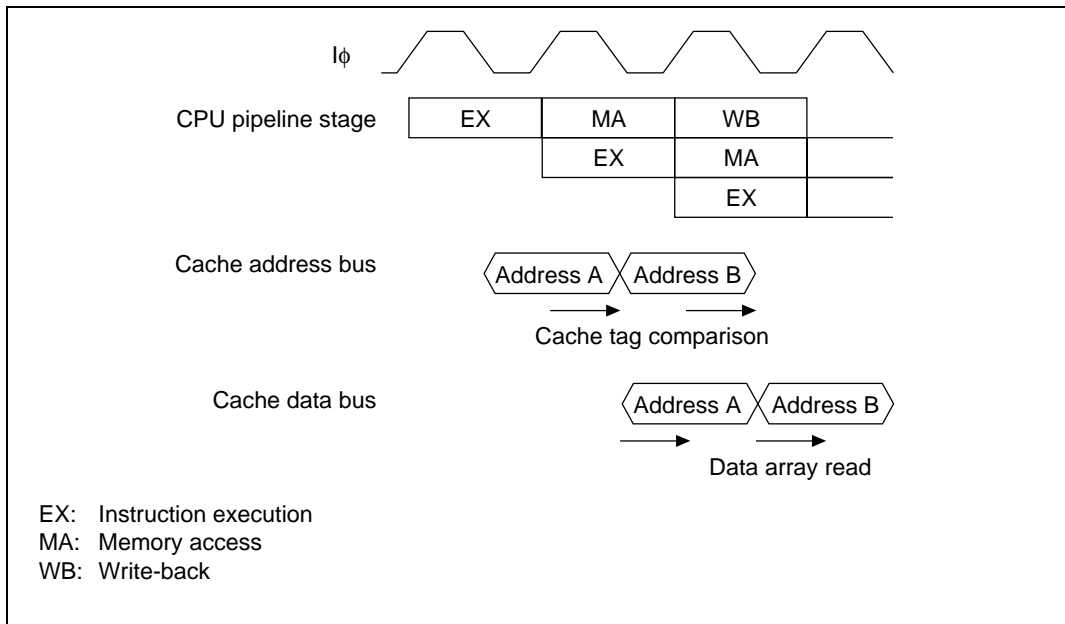 Iϕ
CPU pipeline stage EX MA WB
EX MA
EX
Cache address bus Address A Address B
Cache tag comparison
Cache data bus Address A Address B
Data array read
EX: Instruction execution
MA: Memory access
WB: Write-back